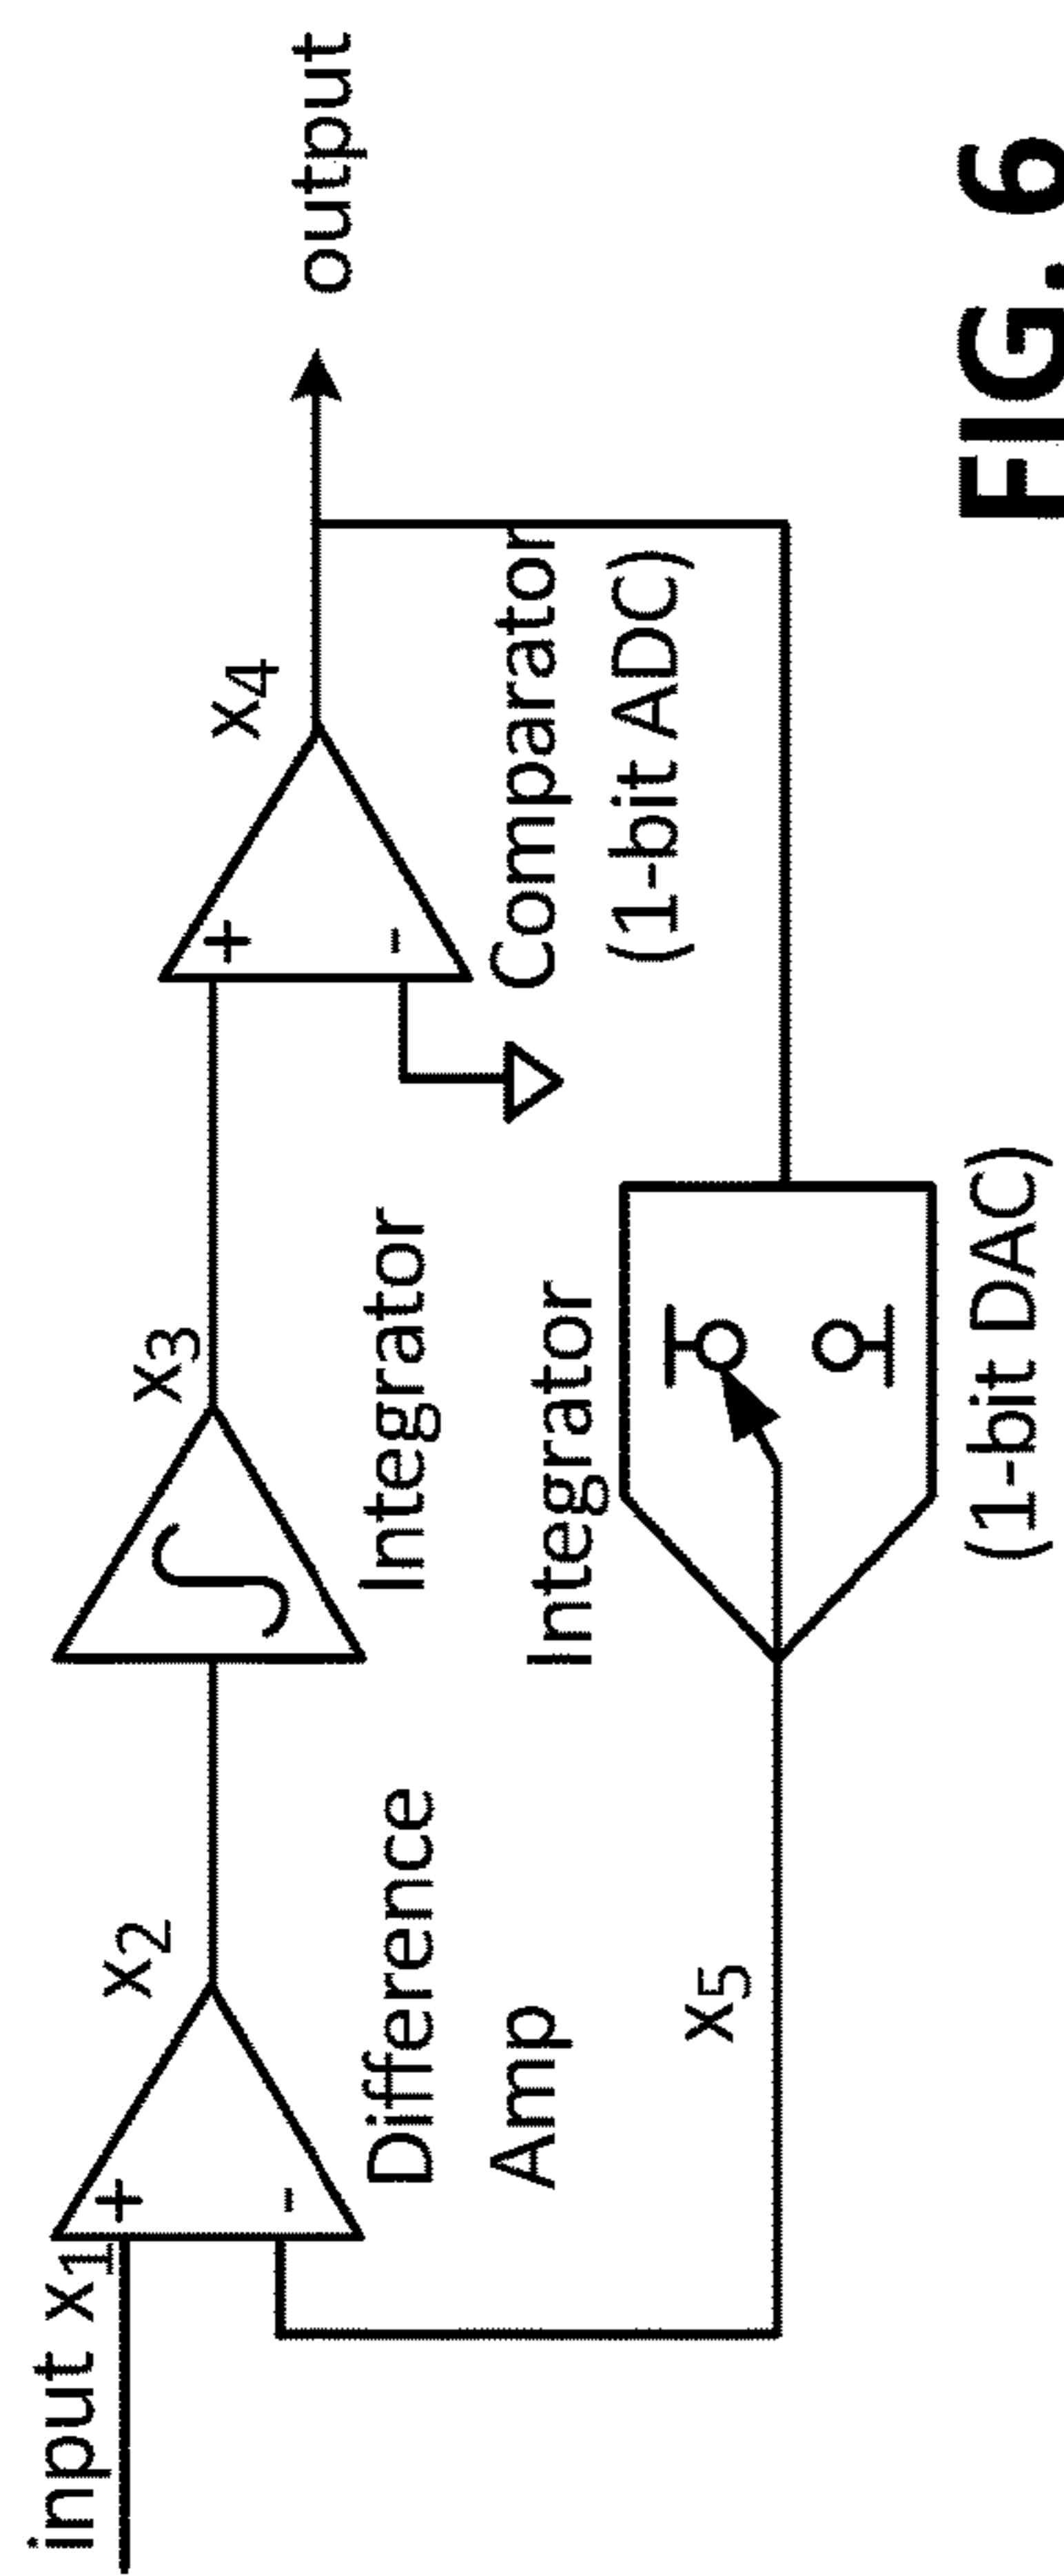 input x1
x2
x3
x4
output
+
-
∫
+
-
Difference
Amp
Integrator
Comparator
(1-bit ADC)
Integrator
x5
(1-bit DAC)
FIG. 6